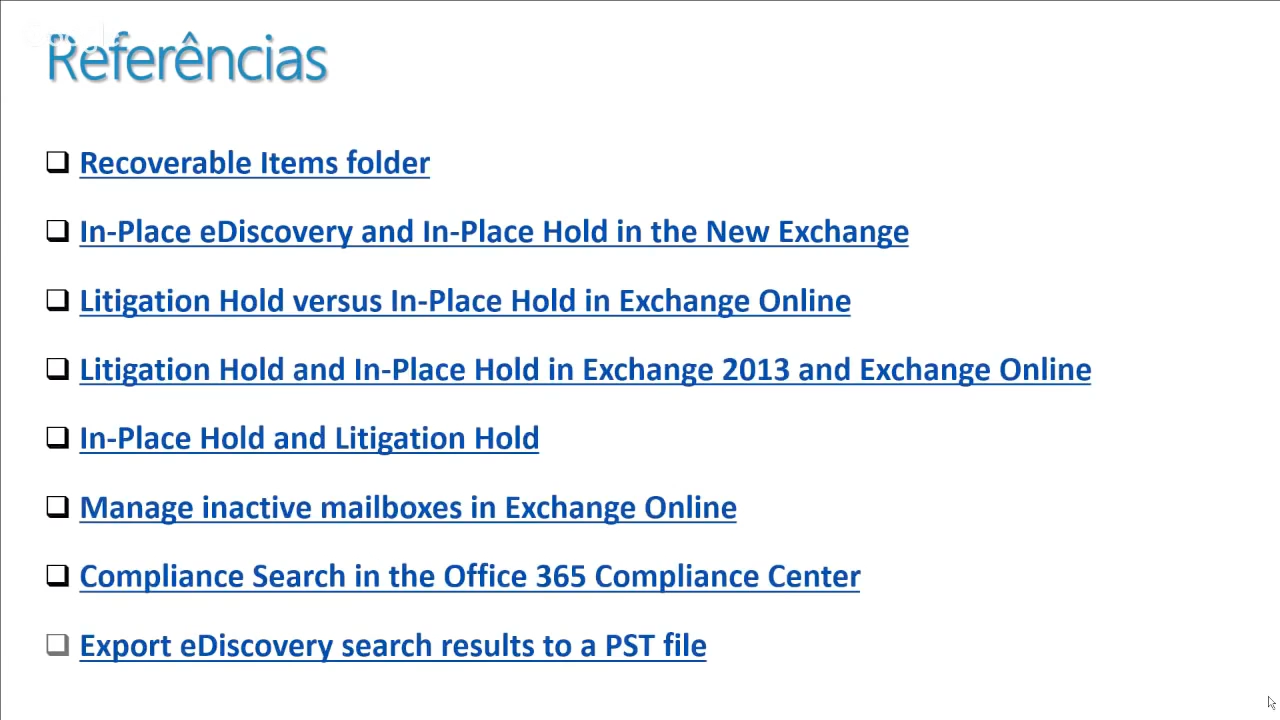 Referências
Recoverable Items folder
In-Place eDiscovery and In-Place Hold in the New Exchange
Litigation Hold versus In-Place Hold in Exchange Online
Litigation Hold and In-Place Hold in Exchange 2013 and Exchange Online
In-Place Hold and Litigation Hold
Manage inactive mailboxes in Exchange Online
Compliance Search in the Office 365 Compliance Center
Export eDiscovery search results to a PST file